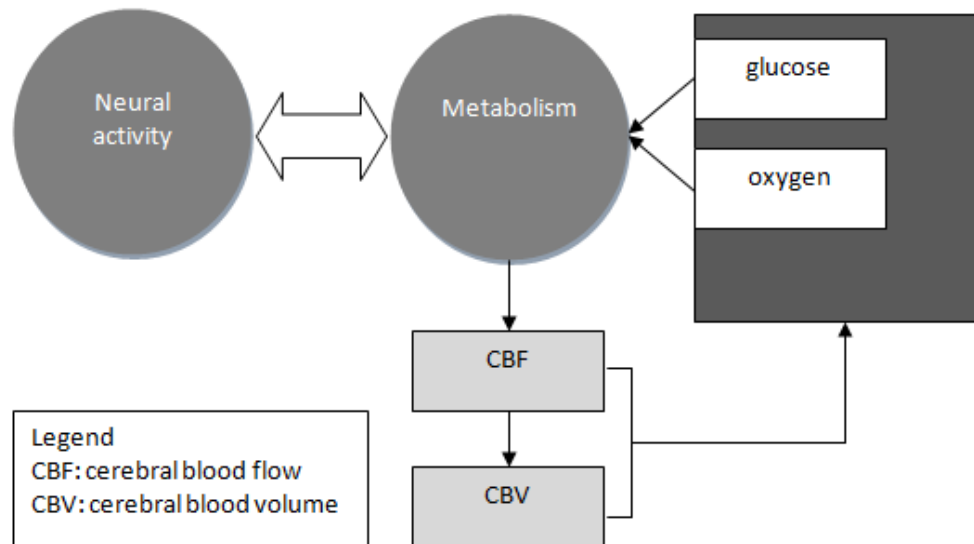 Neural
activity
Metabolism
glucose
oxygen
CBF
CBV
Legend
CBF: cerebral blood flow
CBV: cerebral blood volume